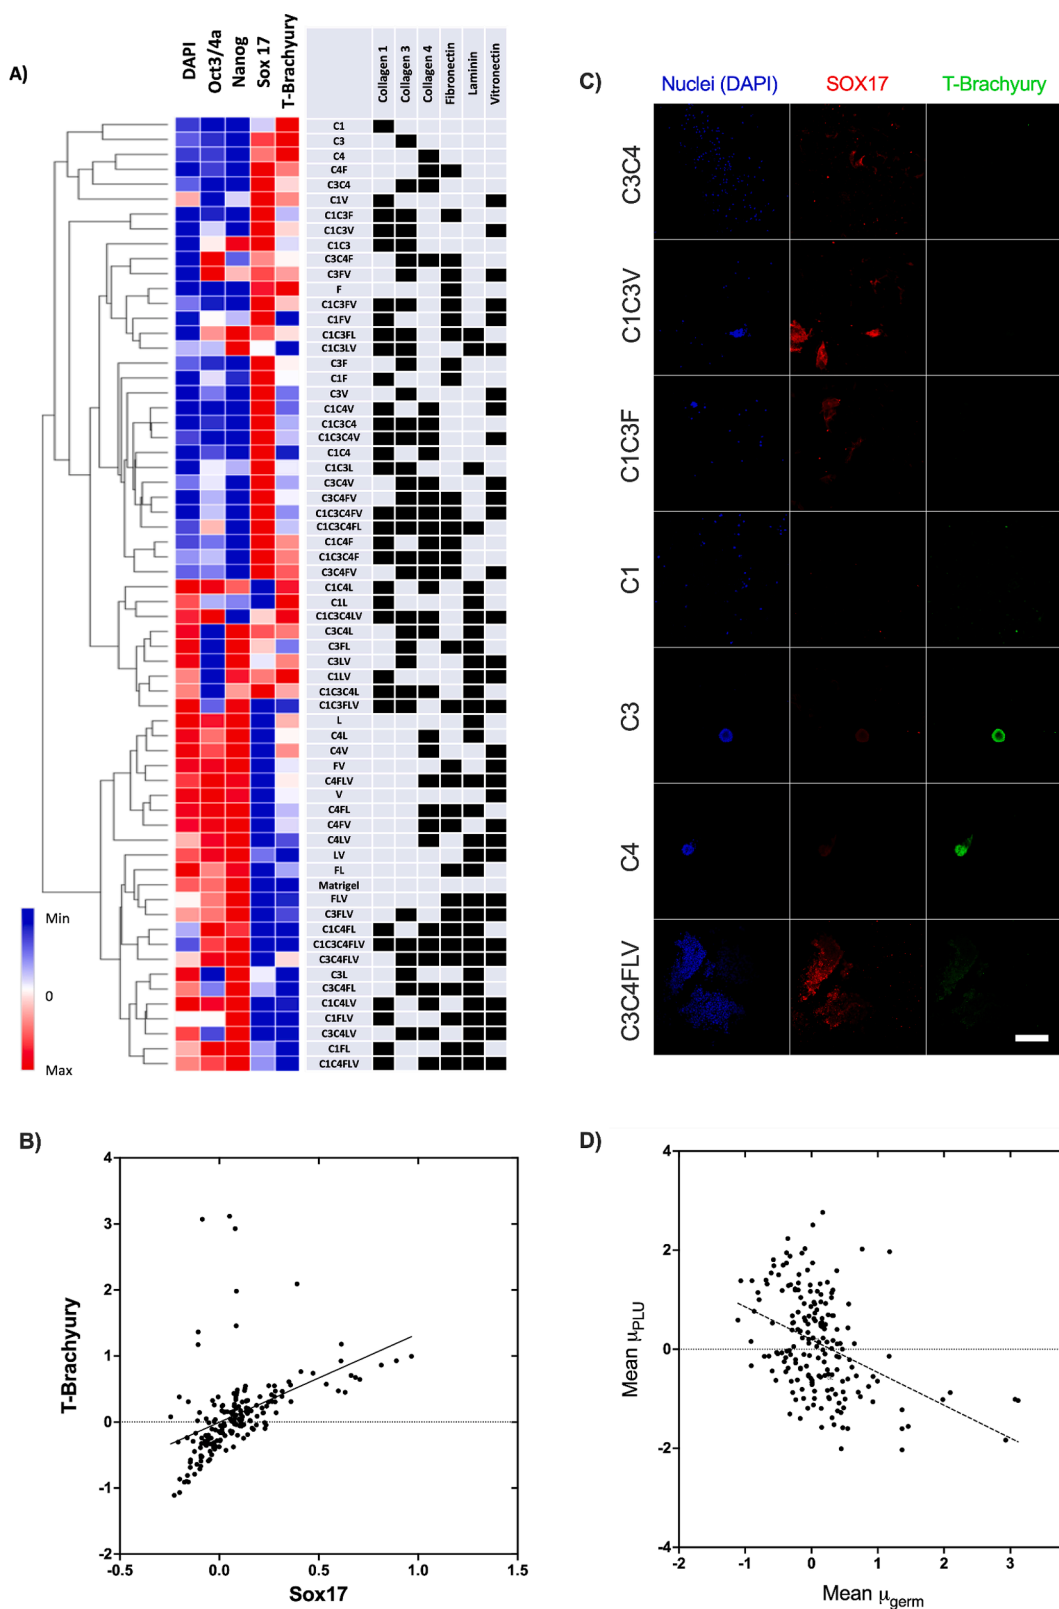 A)
DAPI
Oct3/4a
Nanog
Sox 17
T-Brachyury
Collagen 1
Collagen 3
Collagen 4
Fibronectin
Laminin
Vitronectin
C1
C3
C4
C4F
C3C4
C1V
C1C3F
C1C3V
C1C3
C3C4F
C3FV
F
C1C3FV
C1FV
C1C3FL
C1C3LV
C3F
C1F
C3V
C1C4V
C1C3C4
C1C3C4V
C1C4
C1C3L
C3C4V
C3C4FV
C1C3C4FV
C1C3C4FL
C1C4F
C1C3C4F
C3C4FV
C1C4L
C1L
C1C3C4LV
C3C4L
C3FL
C3LV
C1LV
C1C3C4L
C1C3FLV
L
C4L
C4V
FV
C4FLV
V
C4FL
C4FV
C4LV
LV
FL
Matrigel
FLV
C3FLV
C1C4FL
C1C3C4FLV
C3C4FLV
C3L
C3C4FL
C1C4LV
C1FLV
C3C4LV
C1FL
C1C4FLV
Min
0
Max
C)
Nuclei (DAPI)
SOX17
T-Brachyury
C3C4
C1C3V
C1C3F
C1
C3
C4
C3C4FLV
B)
4
3
2
1
0
-1
-2
T-Brachyury
-0.5
0.0
0.5
1.0
1.5
Sox17
D)
4
2
0
-2
-4
Mean μPLU
-2
-1
0
1
2
3
Mean μgerm